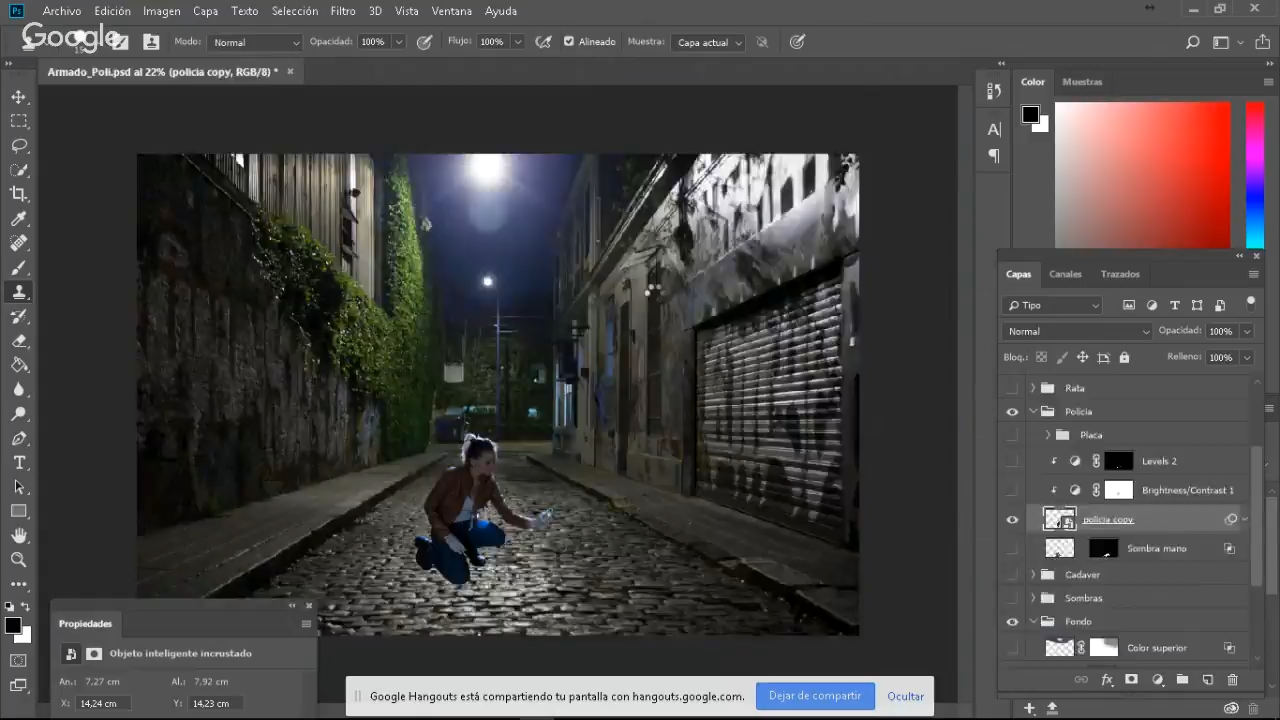 Ps Archivo Edición Imagen Capa Texto Selección Filtro 3D Vista Ventana Ayuda
Google
Modo: Normal Opacidad: 100% Flujo: 100% Alineado Muestra: Capa actual
Armado_Poli.psd al 22% (policia copy, RGB/8) *
Color Muestras
Capas Canales Trazados
Tipo
Normal Opacidad: 100%
Bloq.: Relleno: 100%
Rata
Policia
Placa
Levels 2
Brightness/Contrast 1
policia copy
Sombra mano
Cadaver
Sombras
Fondo
Color superior
Propiedades
Objeto inteligente incrustado
An.: 7,27 cm Al.: 7,92 cm
X: 14,24 cm Y: 14,23 cm
Google Hangouts está compartiendo tu pantalla con hangouts.google.com. Dejar de compartir Ocultar